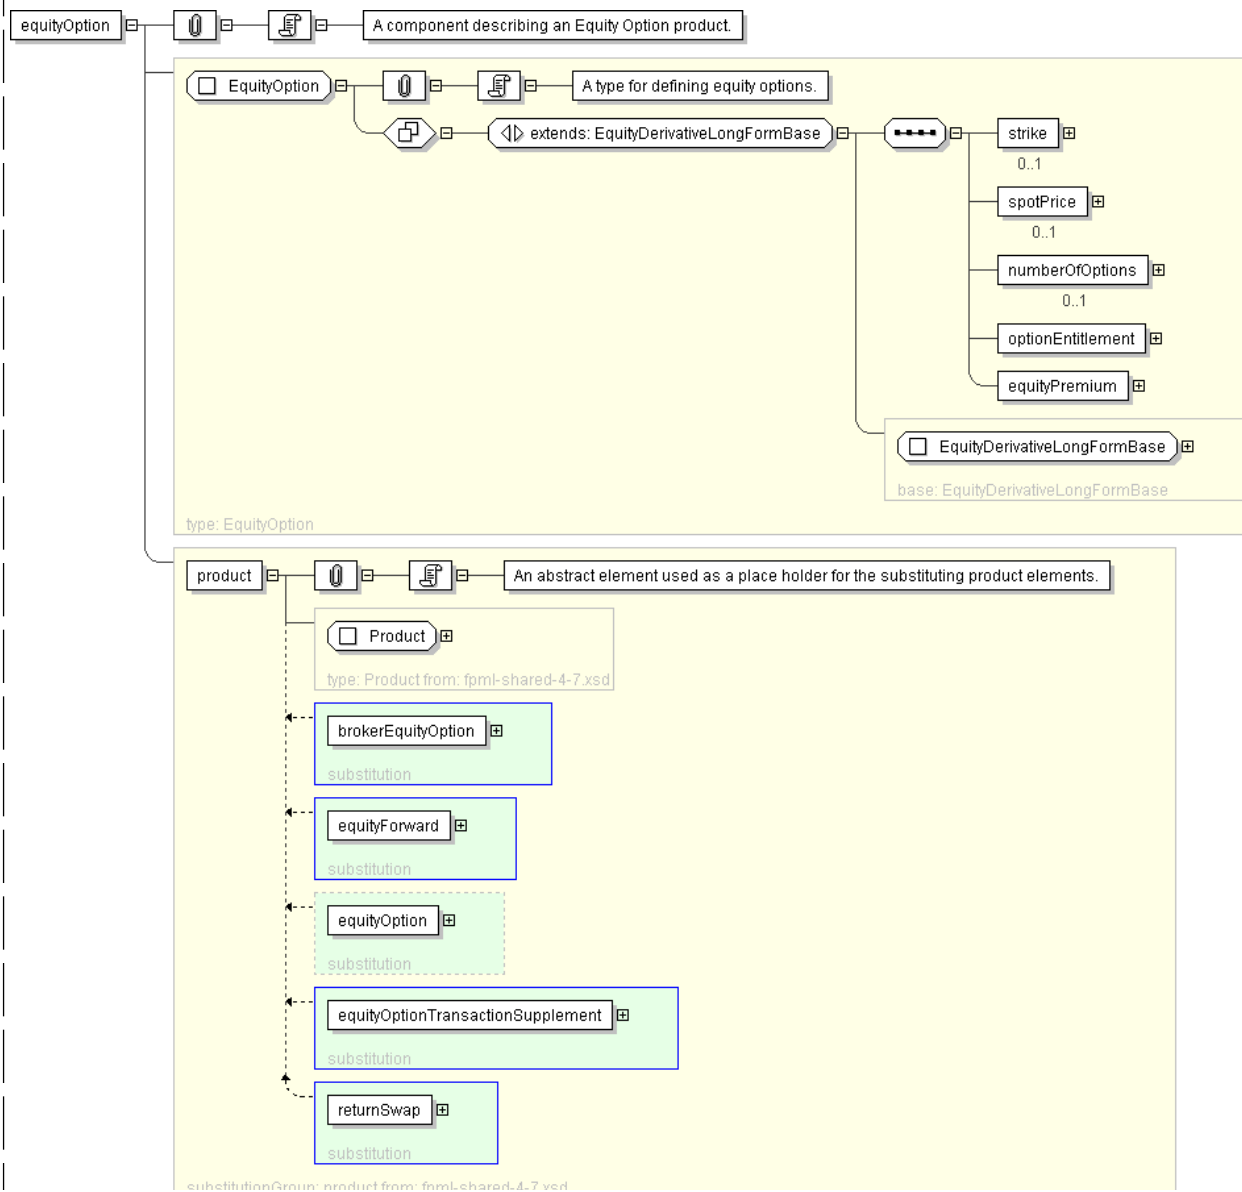 equityOption
A component describing an Equity Option product.
EquityOption
A type for defining equity options.
extends: EquityDerivativeLongFormBase
strike
0..1
spotPrice
0..1
numberOfOptions
0..1
optionEntitlement
equityPremium
EquityDerivativeLongFormBase
base: EquityDerivativeLongFormBase
type: EquityOption
product
An abstract element used as a place holder for the substituting product elements.
Product
type: Product from: fpml-shared-4-7.xsd
brokerEquityOption
substitution
equityForward
substitution
equityOption
substitution
equityOptionTransactionSupplement
substitution
returnSwap
substitution
substitutionGroup: product from: fpml-shared-4-7.xsd